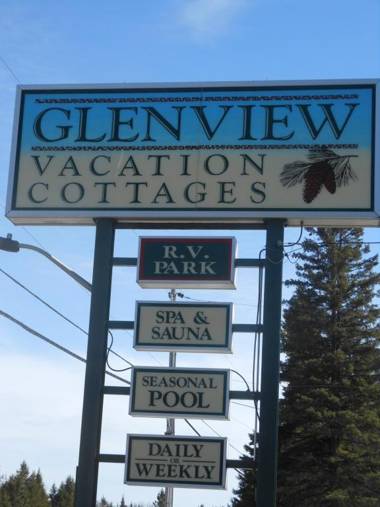 GLENVIEW
VACATION
COTTAGES
R.V.
PARK
SPA &
SAUNA
SEASONAL
POOL
DAILY
OR
WEEKLY